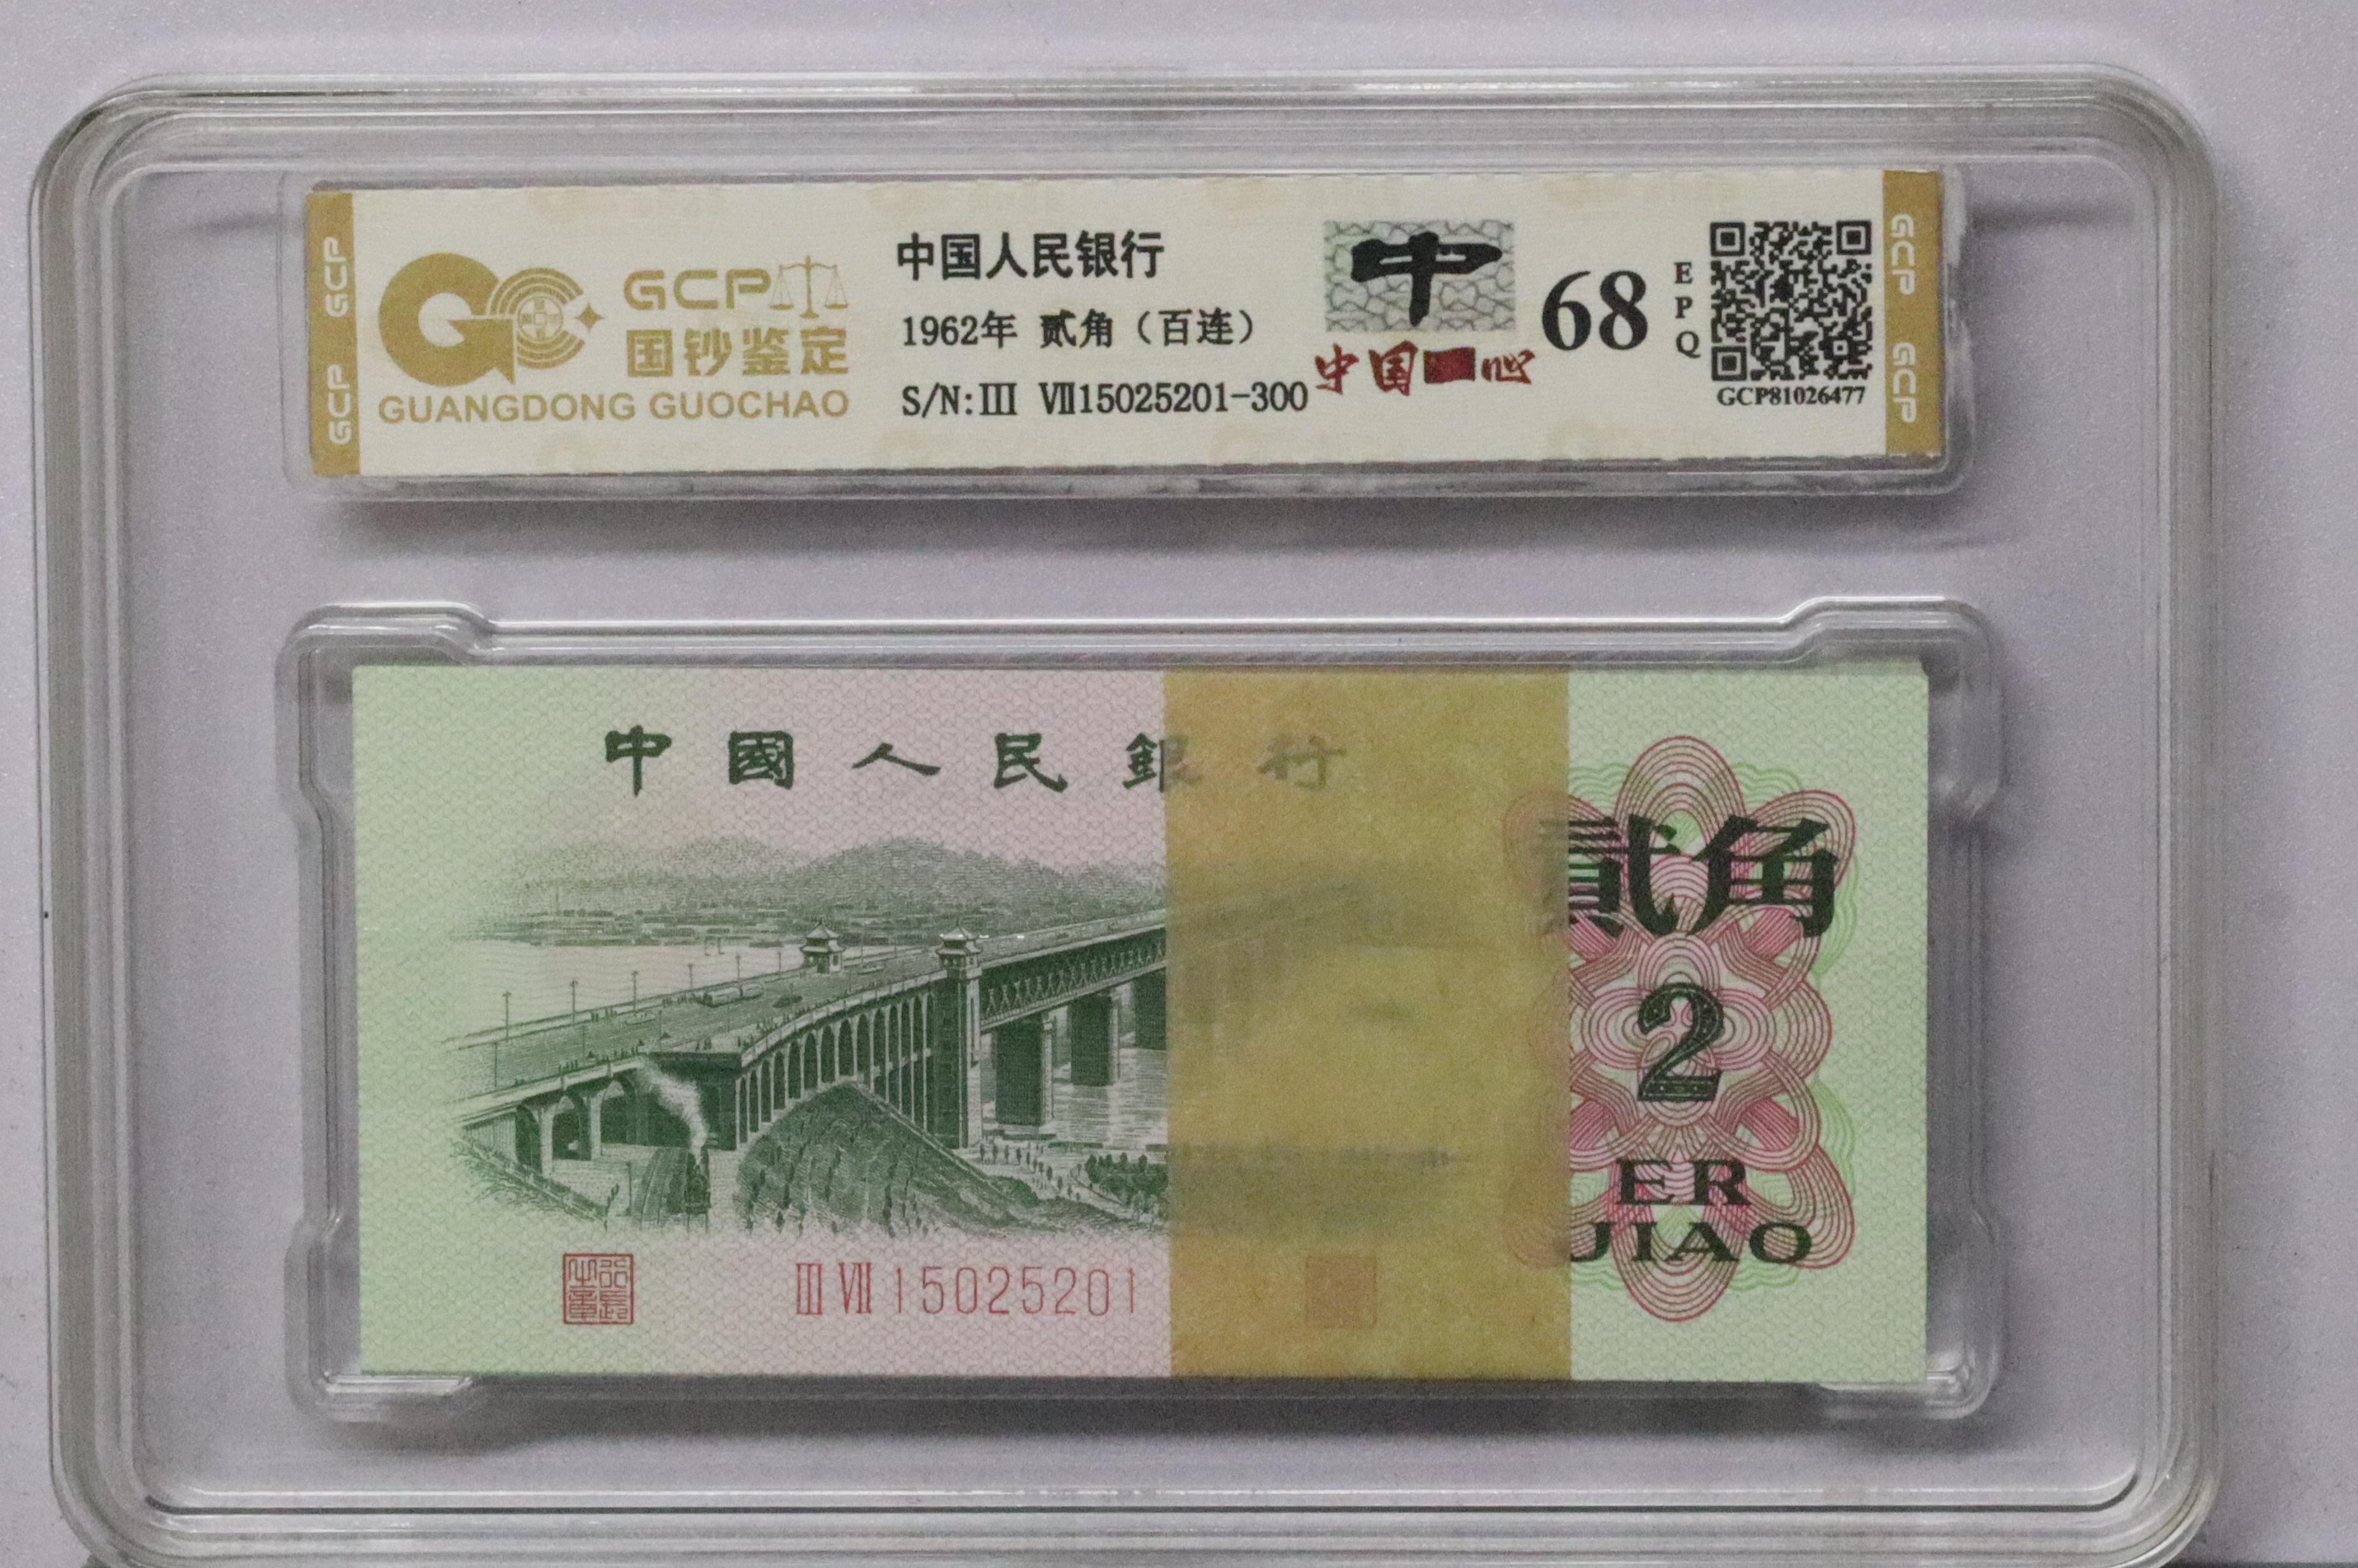 GCP GCP
GCP
国钞鉴定
GUANGDONG GUOCHAO
中国人民银行
1962年 贰角（百连）
S/N:Ⅲ Ⅶ15025201-300
中
中国 心
68
EPQ
GCP81026477
GCP GCP
中國人民銀行
貳角
2
ER
JIAO
Ⅲ Ⅶ 15025201